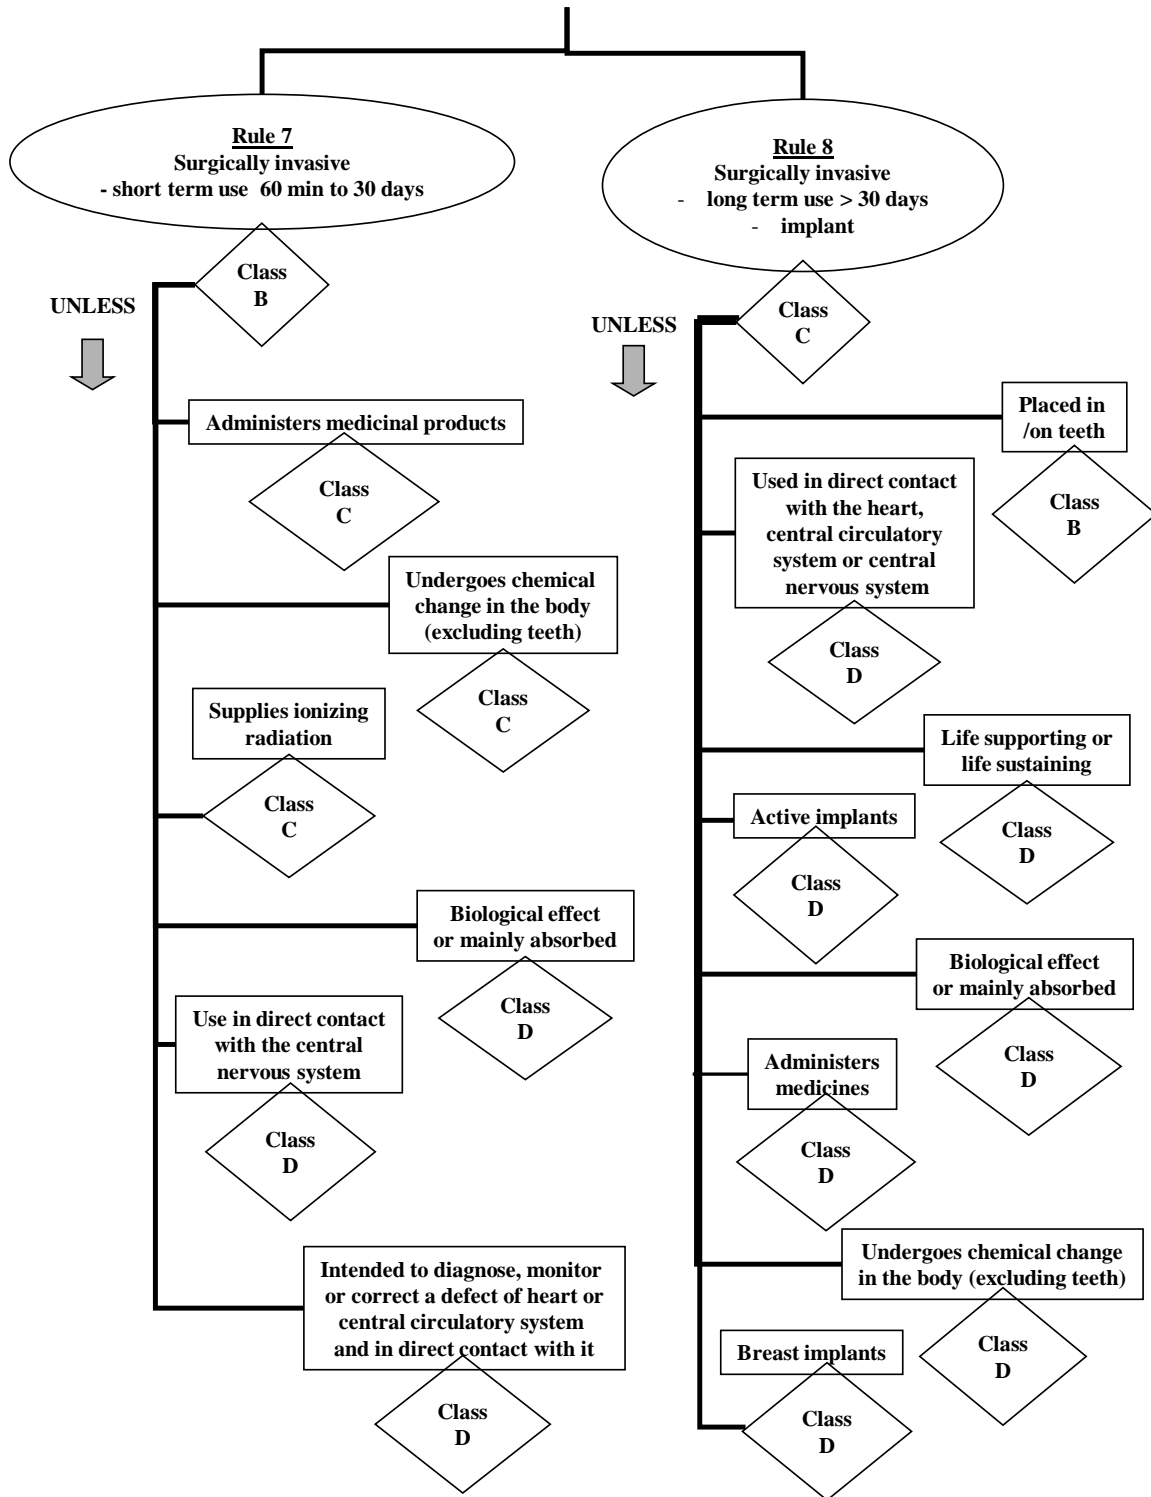 Rule 7
Surgically invasive
- short term use  60 min to 30 days
Class
B
UNLESS
Administers medicinal products
Class
C
Undergoes chemical
change in the body
(excluding teeth)
Class
C
Supplies ionizing
radiation
Class
C
Biological effect
or mainly absorbed
Class
D
Use in direct contact
with the central
nervous system
Class
D
Intended to diagnose, monitor
or correct a defect of heart or
central circulatory system
and in direct contact with it
Class
D
Rule 8
Surgically invasive
- long term use > 30 days
- implant
Class
C
UNLESS
Placed in
/on teeth
Class
B
Used in direct contact
with the heart,
central circulatory
system or central
nervous system
Class
D
Life supporting or
life sustaining
Class
D
Active implants
Class
D
Biological effect
or mainly absorbed
Class
D
Administers
medicines
Class
D
Undergoes chemical change
in the body (excluding teeth)
Class
D
Breast implants
Class
D